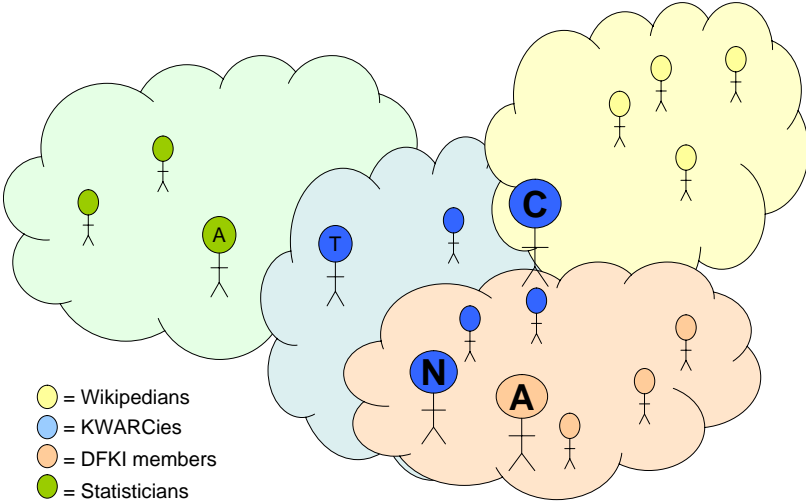 C
A
T
N
A
= Wikipedians
= KWARCies
= DFKI members
= Statisticians